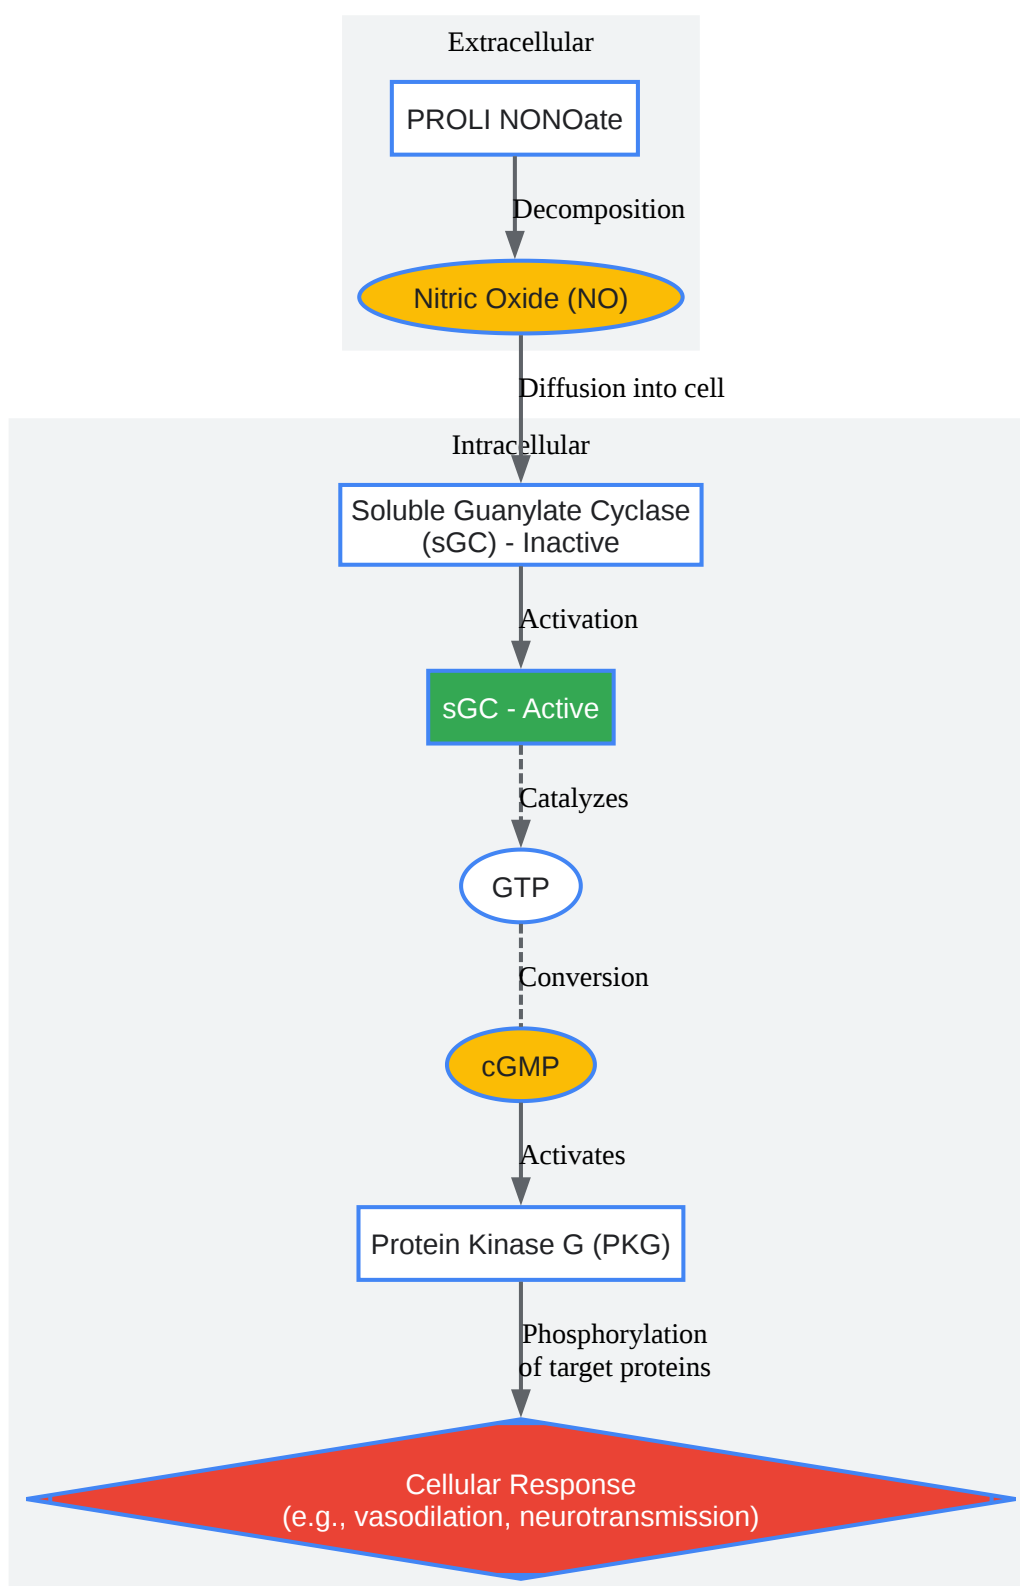 Extracellular
PROLI NONOate
Decomposition
Nitric Oxide (NO)
Diffusion into cell
Intracellular
Soluble Guanylate Cyclase
(sGC) - Inactive
Activation
sGC - Active
Catalyzes
GTP
Conversion
cGMP
Activates
Protein Kinase G (PKG)
Phosphorylation
of target proteins
Cellular Response
(e.g., vasodilation, neurotransmission)